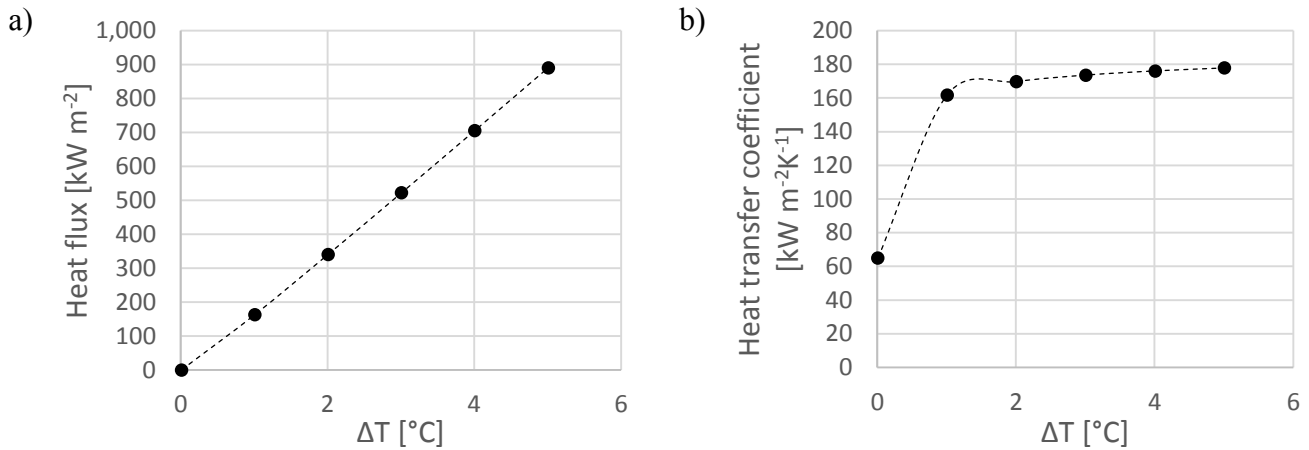 a)
Heat flux [kW m⁻²]
1,000
900
800
700
600
500
400
300
200
100
0
0 2 4 6
ΔT [°C]
b)
Heat transfer coefficient
[kW m⁻²K⁻¹]
200
180
160
140
120
100
80
60
40
20
0
0 2 4 6
ΔT [°C]